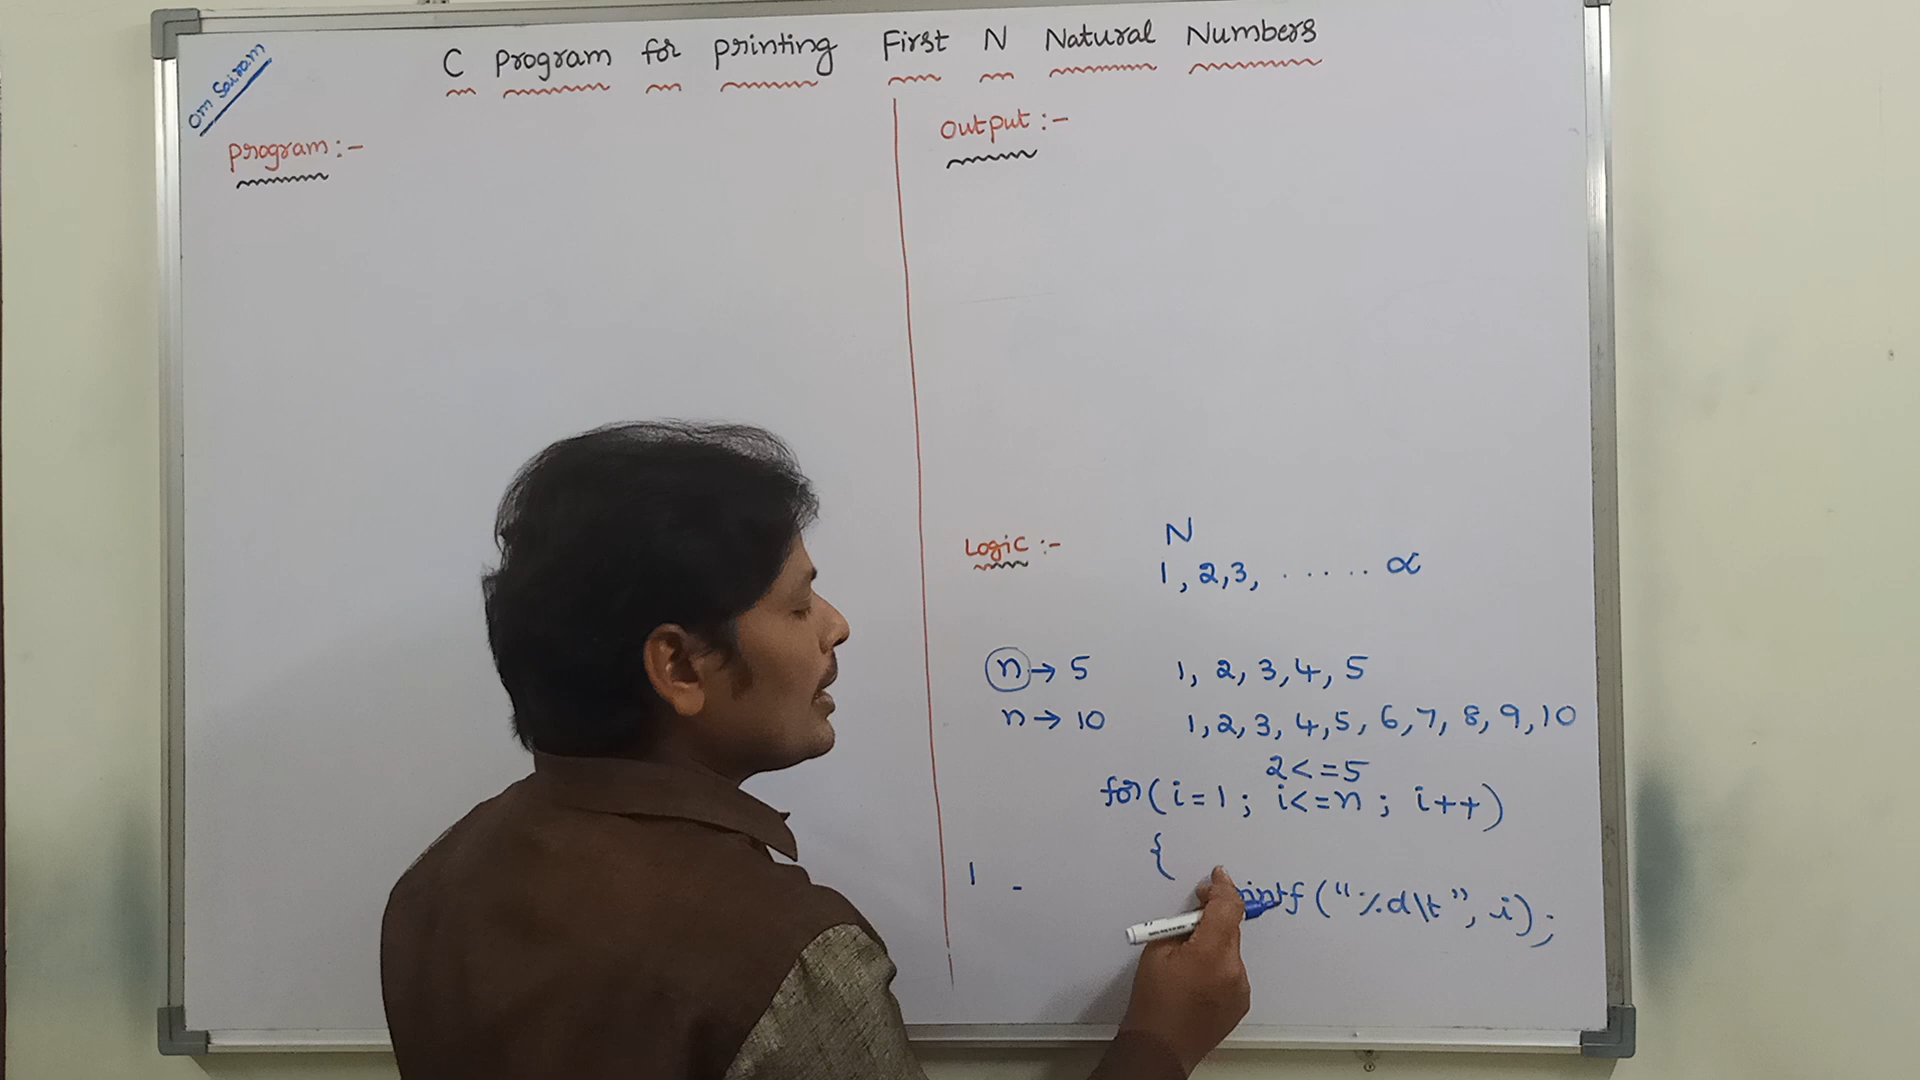 Om Sairam
C Program for printing First N Natural Numbers
Program :-
Output :-
Logic :-
N
1, 2, 3, ..... ∝
n → 5 1, 2, 3, 4, 5
n → 10 1, 2, 3, 4, 5, 6, 7, 8, 9, 10
2<=5
for( i=1 ; i<=n ; i++)
{
1 -
("%d\t", i);